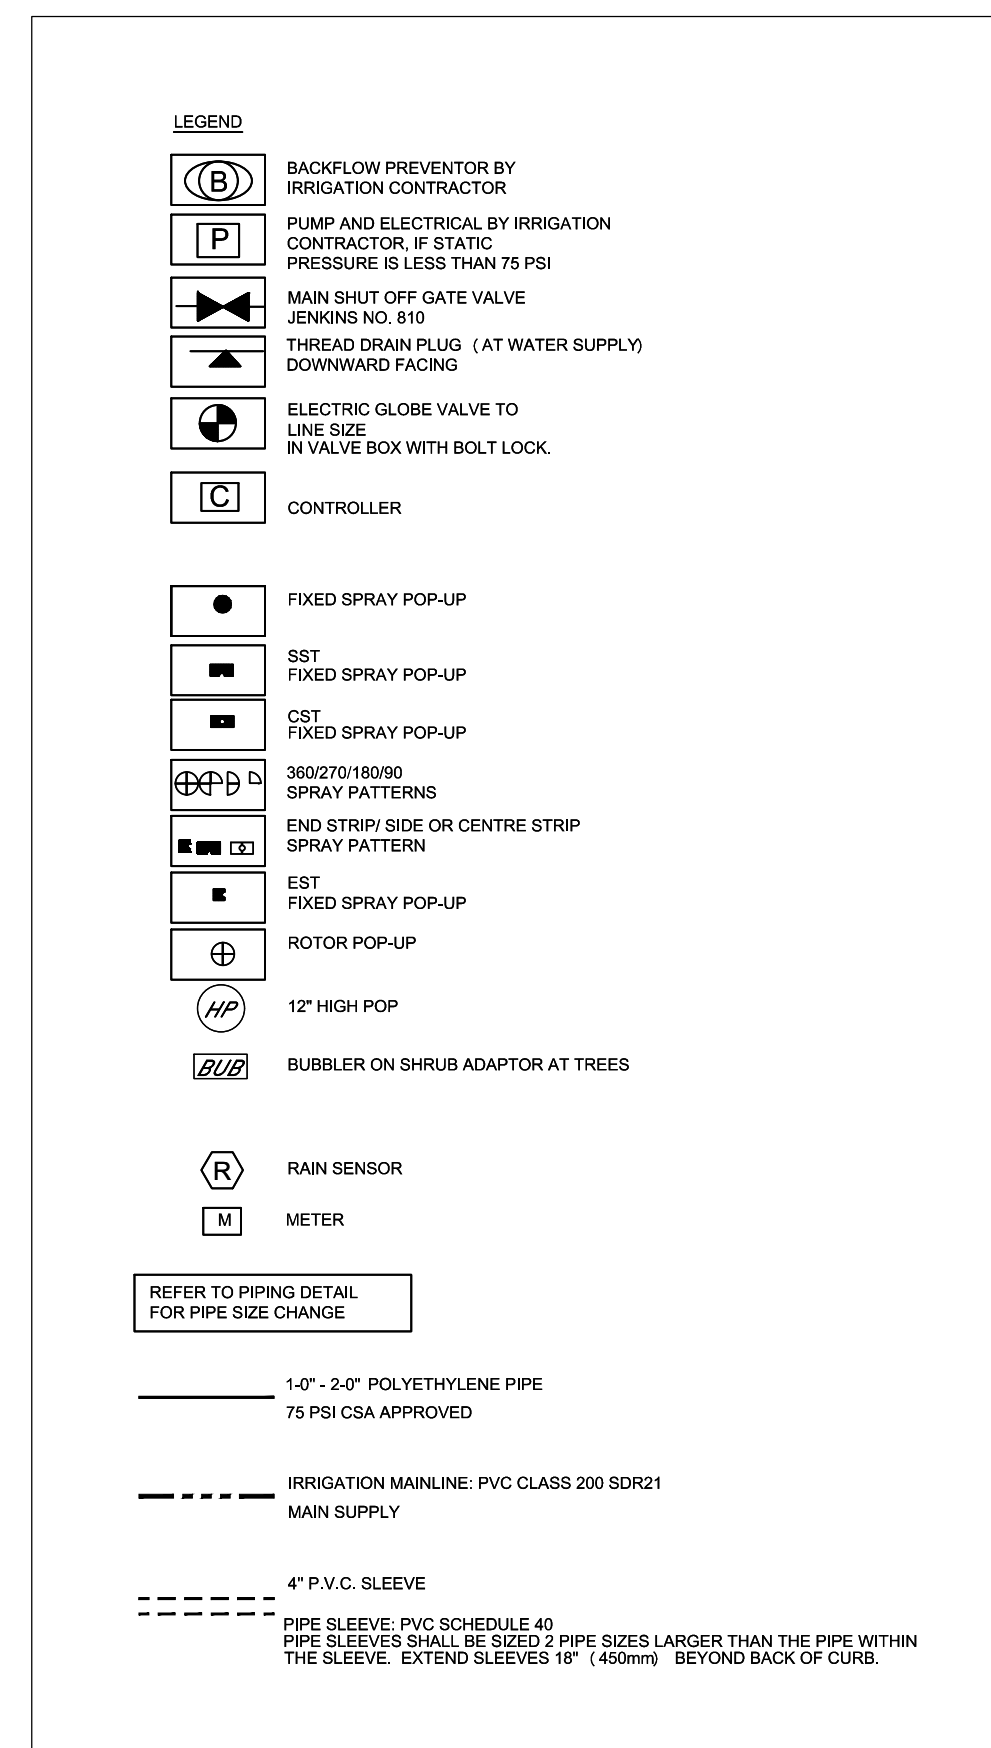 LEGEND
B
BACKFLOW PREVENTOR BY
IRRIGATION CONTRACTOR
P
PUMP AND ELECTRICAL BY IRRIGATION
CONTRACTOR, IF STATIC
PRESSURE IS LESS THAN 75 PSI
MAIN SHUT OFF GATE VALVE
JENKINS NO. 810
THREAD DRAIN PLUG ( AT WATER SUPPLY)
DOWNWARD FACING
ELECTRIC GLOBE VALVE TO
LINE SIZE
IN VALVE BOX WITH BOLT LOCK.
C
CONTROLLER
FIXED SPRAY POP-UP
SST
FIXED SPRAY POP-UP
CST
FIXED SPRAY POP-UP
360/270/180/90
SPRAY PATTERNS
END STRIP/ SIDE OR CENTRE STRIP
SPRAY PATTERN
EST
FIXED SPRAY POP-UP
ROTOR POP-UP
HP
12" HIGH POP
BUB
BUBBLER ON SHRUB ADAPTOR AT TREES
R
RAIN SENSOR
M
METER
REFER TO PIPING DETAIL
FOR PIPE SIZE CHANGE
1-0" - 2-0" POLYETHYLENE PIPE
75 PSI CSA APPROVED
IRRIGATION MAINLINE: PVC CLASS 200 SDR21
MAIN SUPPLY
4" P.V.C. SLEEVE
PIPE SLEEVE: PVC SCHEDULE 40
PIPE SLEEVES SHALL BE SIZED 2 PIPE SIZES LARGER THAN THE PIPE WITHIN
THE SLEEVE. EXTEND SLEEVES 18" ( 450mm) BEYOND BACK OF CURB.